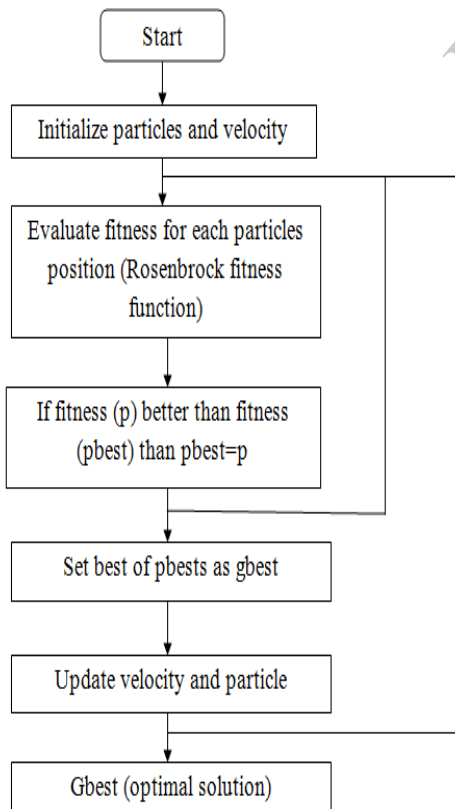 Start
Initialize particles and velocity
Evaluate fitness for each particles
position (Rosenbrock fitness
function)
If fitness (p) better than fitness
(pbest) than pbest=p
Set best of pbests as gbest
Update velocity and particle
Gbest (optimal solution)